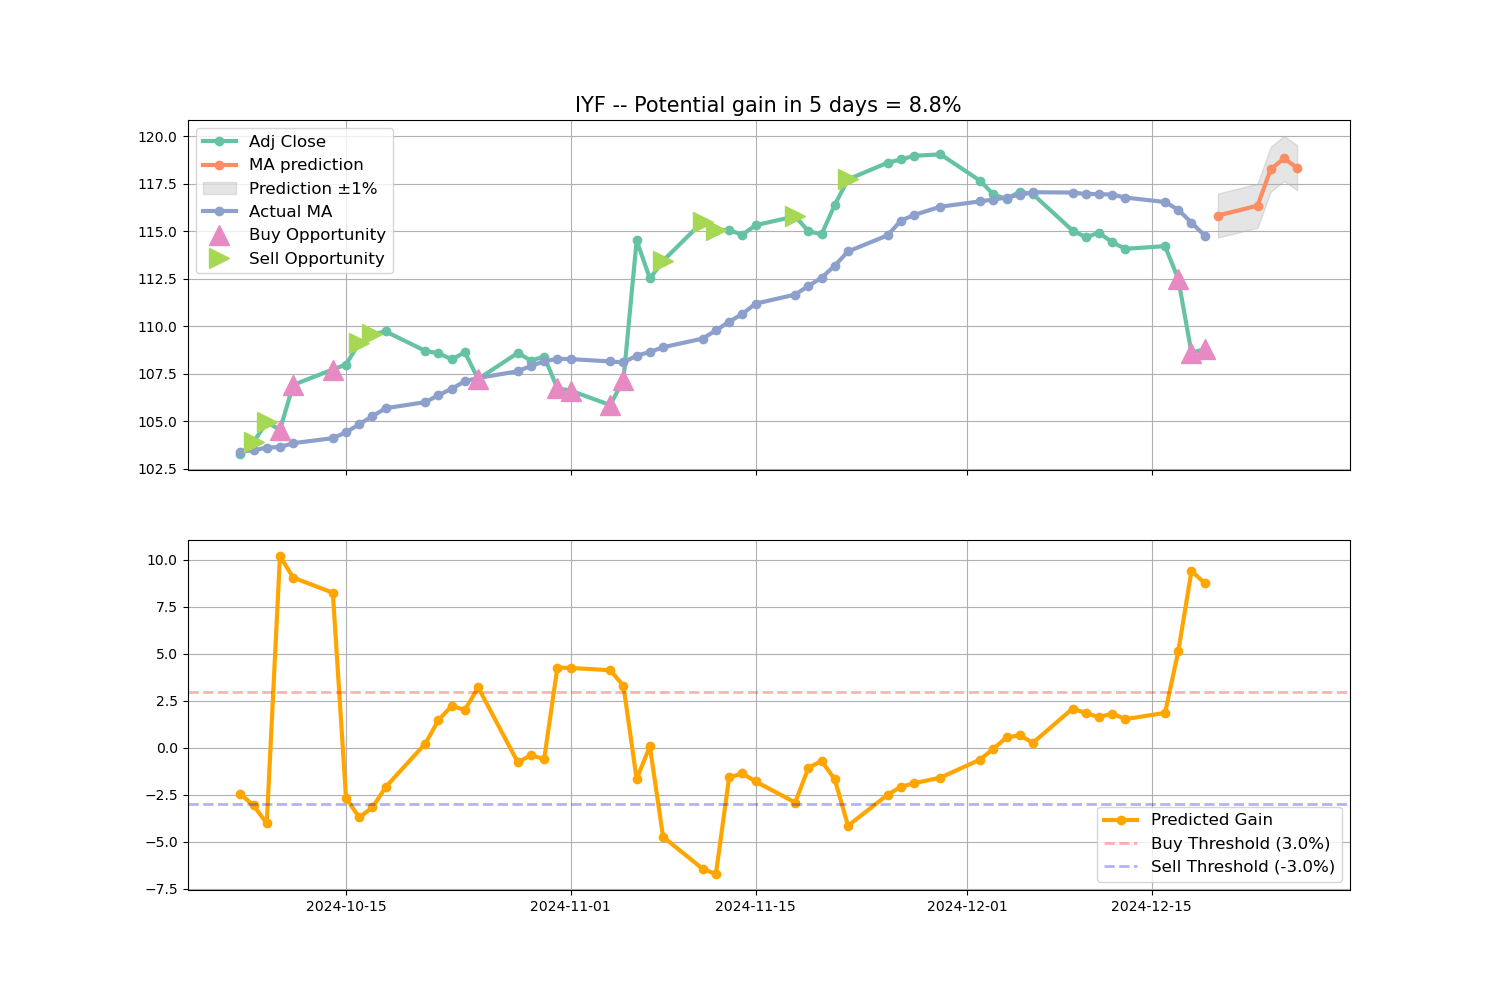 IYF -- Potential gain in 5 days = 8.8%
120.0
117.5
115.0
112.5
110.0
107.5
105.0
102.5
Adj Close
MA prediction
Prediction ±1%
Actual MA
Buy Opportunity
Sell Opportunity
10.0
7.5
5.0
2.5
0.0
−2.5
−5.0
−7.5
Predicted Gain
Buy Threshold (3.0%)
Sell Threshold (-3.0%)
2024-10-15
2024-11-01
2024-11-15
2024-12-01
2024-12-15